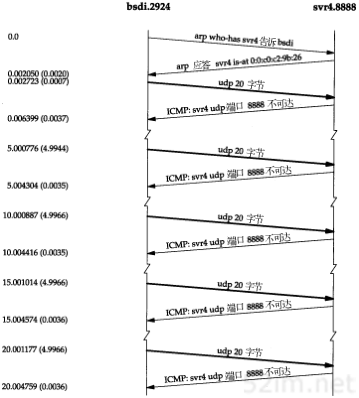 bsdi.2924 svr4.8888
0.0 arp who-has svr4 告诉 bsdi
arp 应答 svr4 is-at 0:0:c0:c2:9b:26
0.002050 (0.0020)
0.002723 (0.0007) udp 20 字节
ICMP: svr4 udp 端口 8888 不可达
0.006399 (0.0037)
5.000776 (4.9944) udp 20 字节
ICMP: svr4 udp 端口 8888 不可达
5.004304 (0.0035)
10.000887 (4.9966) udp 20 字节
ICMP: svr4 udp 端口 8888 不可达
10.004416 (0.0035)
15.001014 (4.9966) udp 20 字节
ICMP: svr4 udp 端口 8888 不可达
15.004574 (0.0036)
20.001177 (4.9966) udp 20 字节
ICMP: svr4 udp 端口 8888 不可达
20.004759 (0.0036)
52im.net